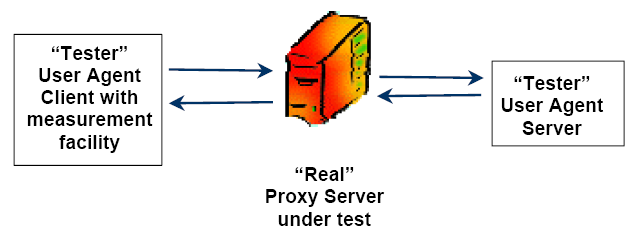 “Tester”
User Agent
Client with
measurement
facility
“Real”
Proxy Server
under test
“Tester”
User Agent
Server